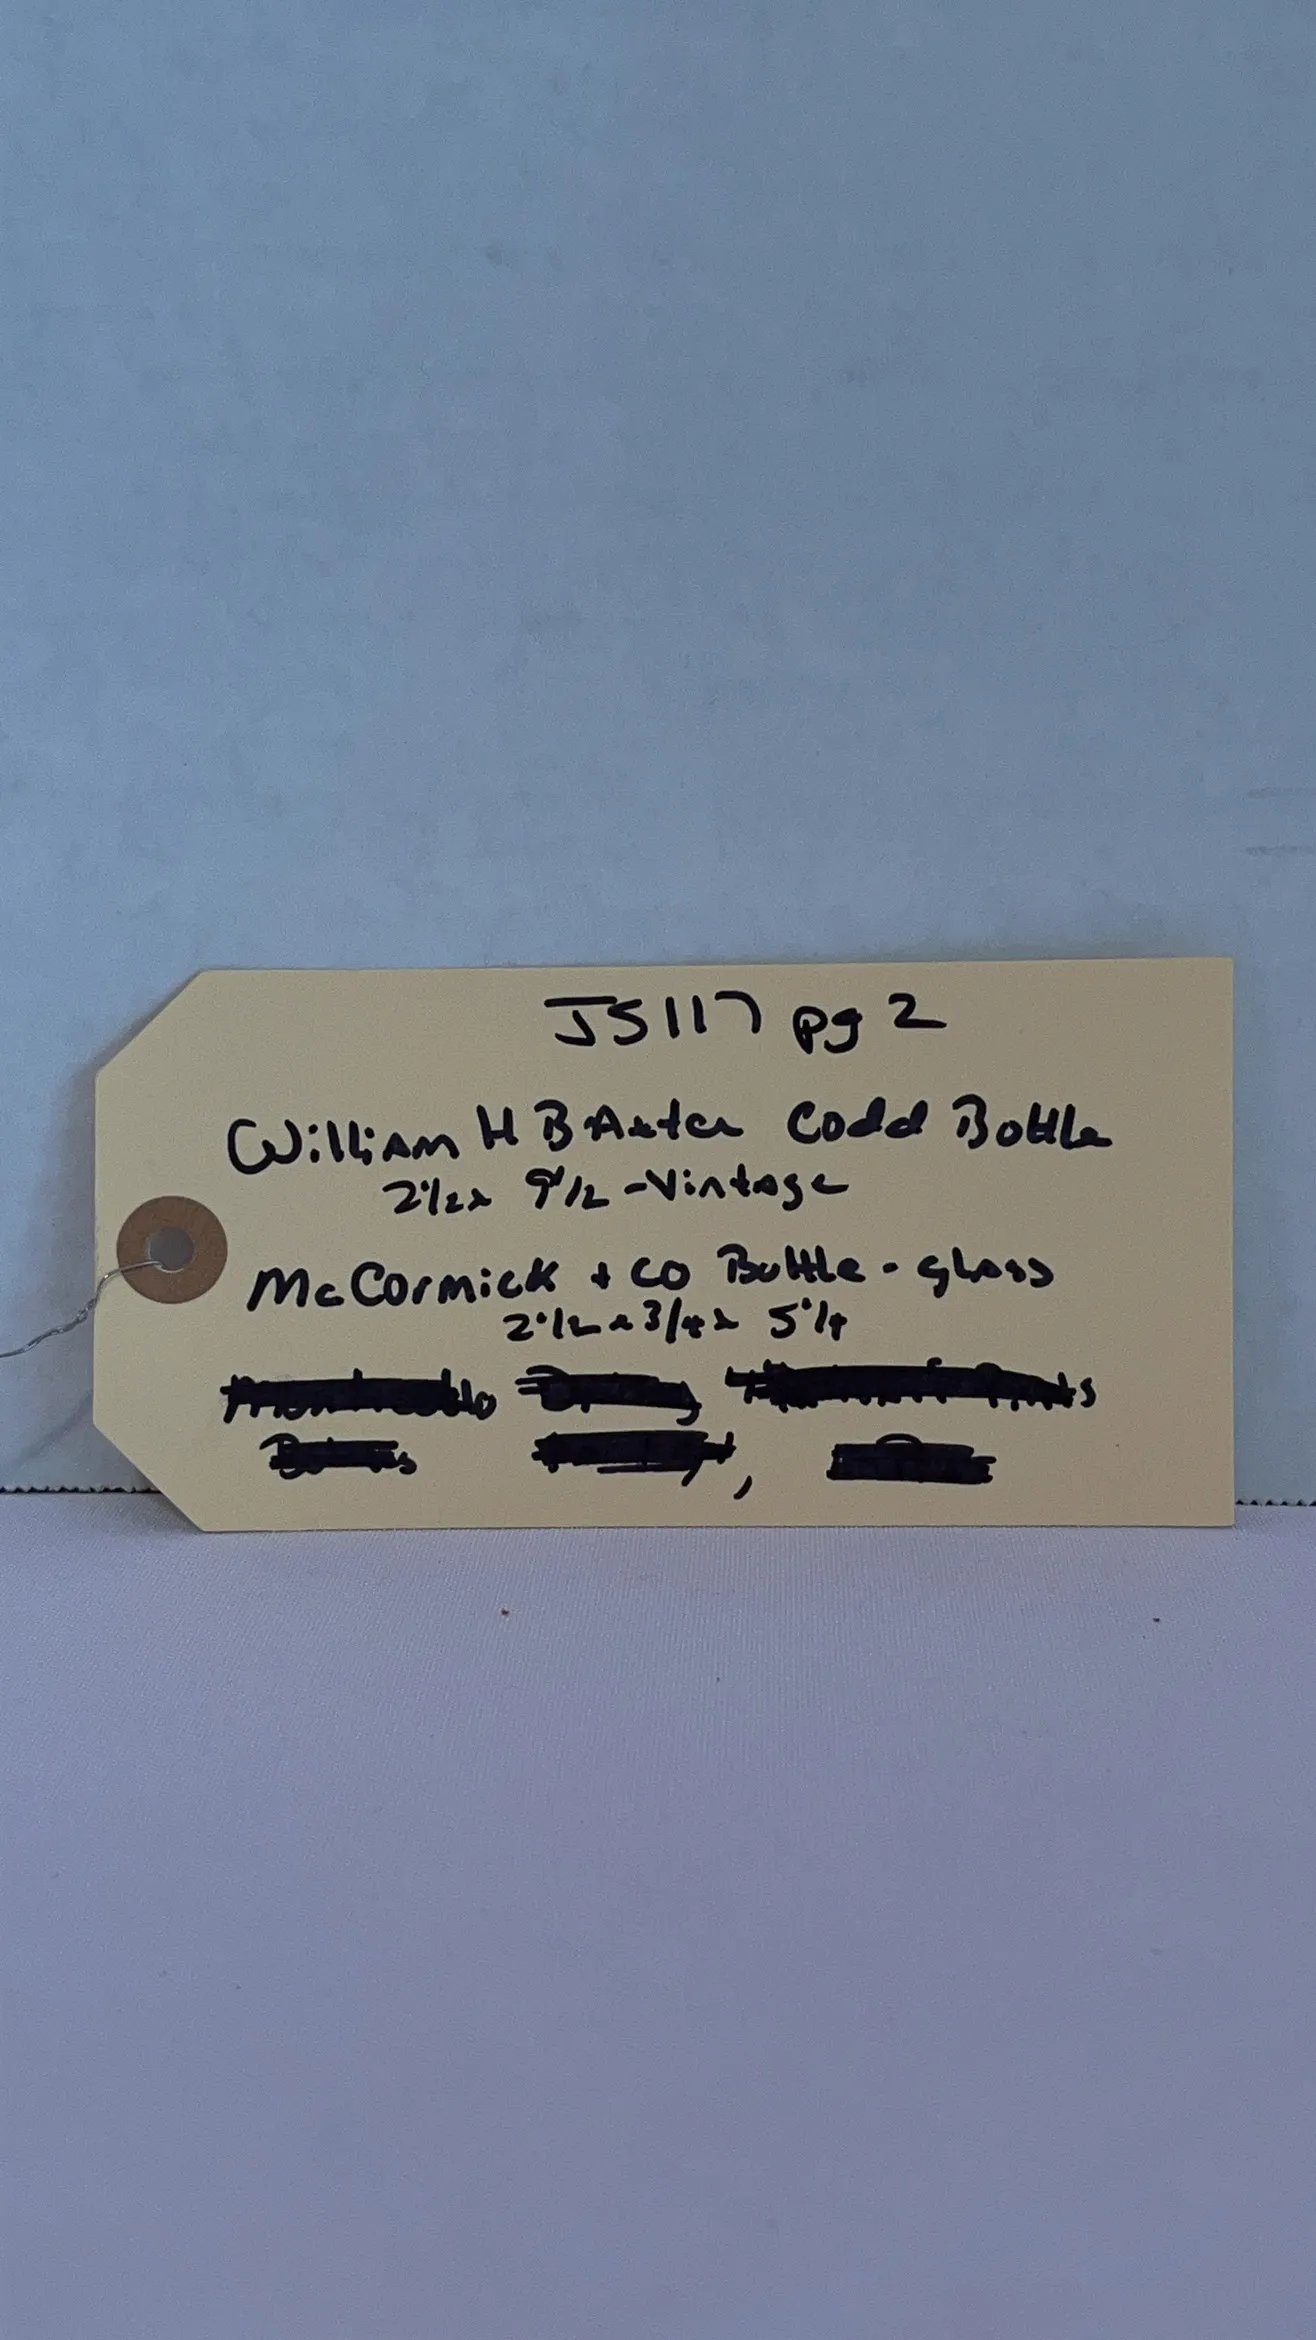 JS117 pg 2
William H BAxter Codd Bottle
2 1/2 x 9 1/2 - Vintage
McCormick + CO Bottle - glass
2 1/2 x 3/4 x 5 1/4